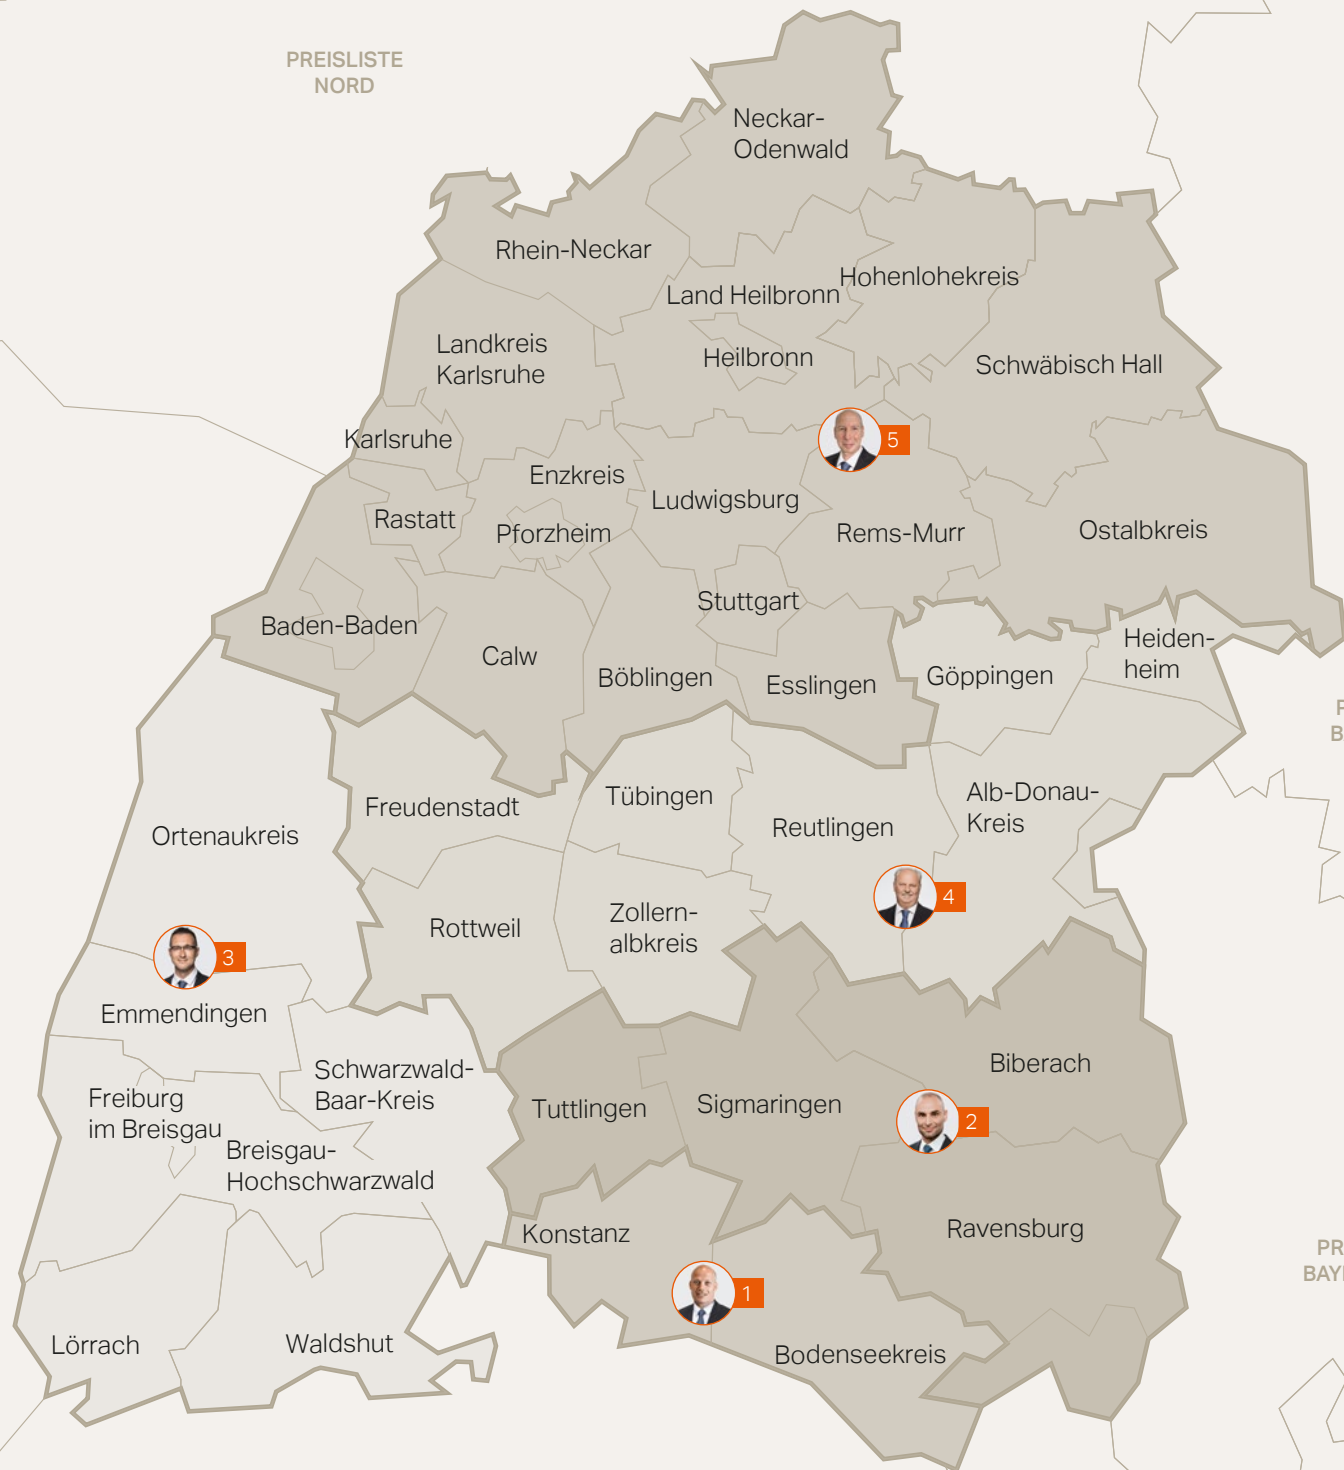 PREISLISTE
NORD
Neckar-
Odenwald
Rhein-Neckar
Hohenlohekreis
Land Heilbronn
Landkreis
Karlsruhe
Heilbronn
Schwäbisch Hall
Karlsruhe
5
Enzkreis
Ludwigsburg
Rastatt
Pforzheim
Rems-Murr
Ostalbkreis
Stuttgart
Baden-Baden
Calw
Heiden-
heim
Böblingen
Esslingen
Göppingen
Tübingen
Freudenstadt
Alb-Donau-
Kreis
Reutlingen
Ortenaukreis
4
Rottweil
Zollern-
albkreis
3
Emmendingen
Schwarzwald-
Baar-Kreis
Biberach
Freiburg
im Breisgau
Tuttlingen
Sigmaringen
2
Breisgau-
Hochschwarzwald
Konstanz
Ravensburg
PR
BAY
1
Lörrach
Waldshut
Bodenseekreis